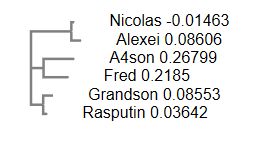 Nicolas -0.01463
Alexei 0.08606
A4son 0.26799
Fred 0.2185
Grandson 0.08553
Rasputin 0.03642